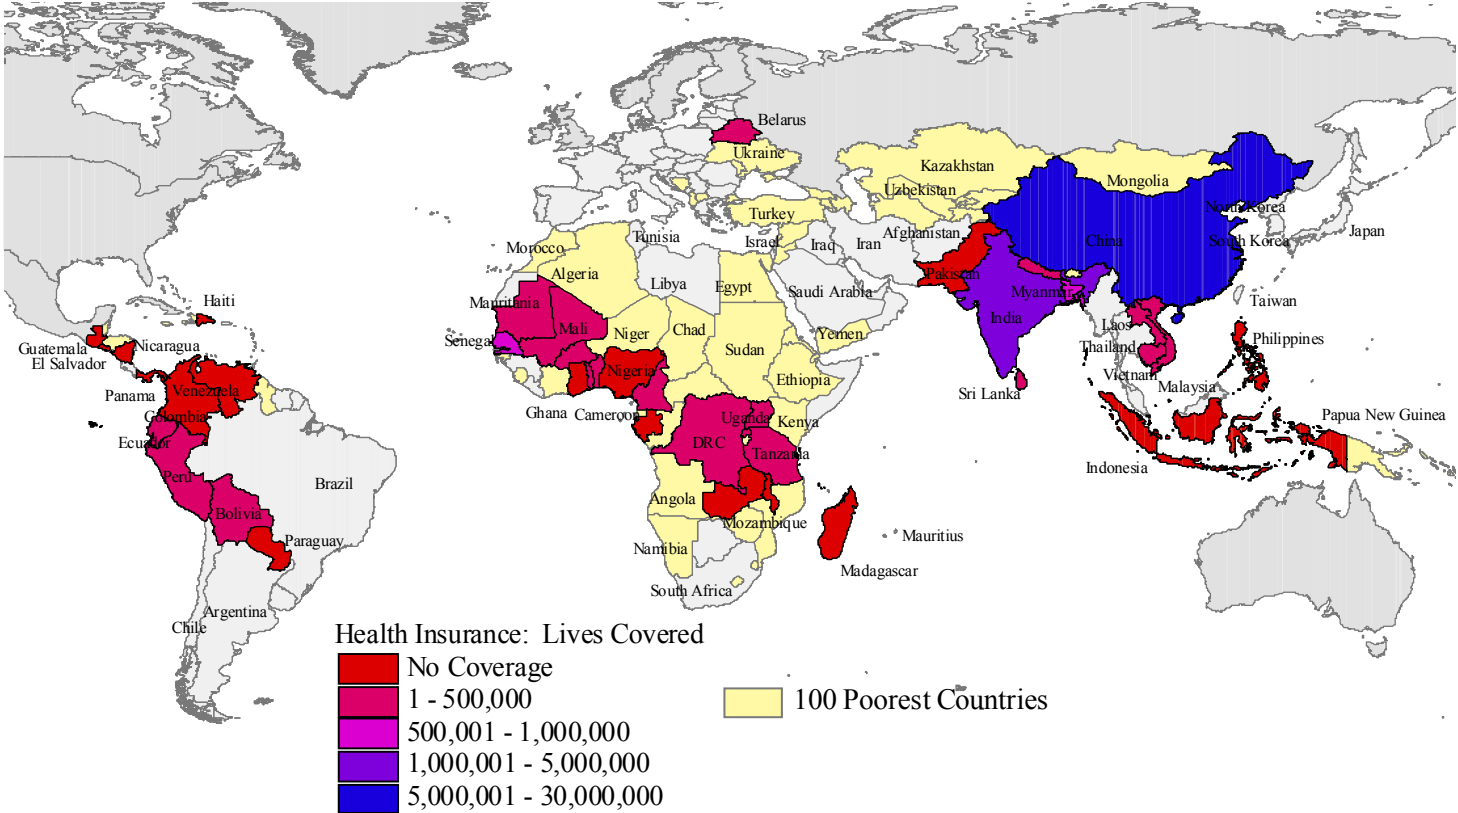 Belarus
Ukraine
Kazakhstan
Uzbekistan
Mongolia
Turkey
North Korea
South Korea
Japan
Afghanistan
Israel
Iraq
Iran
China
Tunisia
Morocco
Algeria
Libya
Egypt
Saudi Arabia
Pakistan
Myanmar
India
Taiwan
Haiti
Mauritania
Mali
Niger
Chad
Sudan
Yemen
Laos
Thailand
Vietnam
Philippines
Guatemala
El Salvador
Nicaragua
Senegal
Nigeria
Ethiopia
Sri Lanka
Malaysia
Panama
Venezuela
Colombia
Ecuador
Ghana
Cameroon
Uganda
Kenya
DRC
Tanzania
Papua New Guinea
Indonesia
Peru
Brazil
Bolivia
Paraguay
Angola
Mozambique
Namibia
South Africa
Mauritius
Madagascar
Argentina
Chile
Health Insurance: Lives Covered
No Coverage
1 - 500,000
500,001 - 1,000,000
1,000,001 - 5,000,000
5,000,001 - 30,000,000
100 Poorest Countries